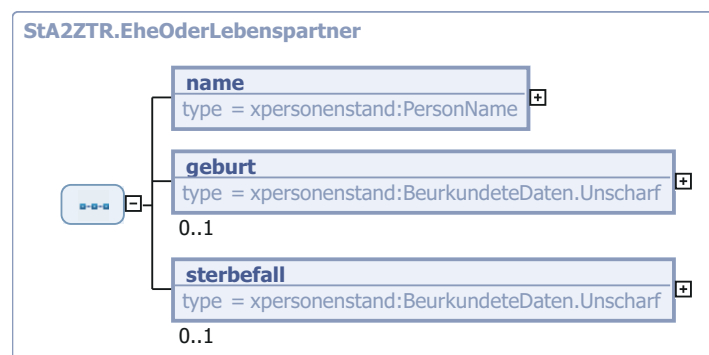 StA2ZTR.EheOderLebenspartner
name
type = xpersonenstand:PersonName
geburt
type = xpersonenstand:BeurkundeteDaten.Unscharf
0..1
sterbefall
type = xpersonenstand:BeurkundeteDaten.Unscharf
0..1